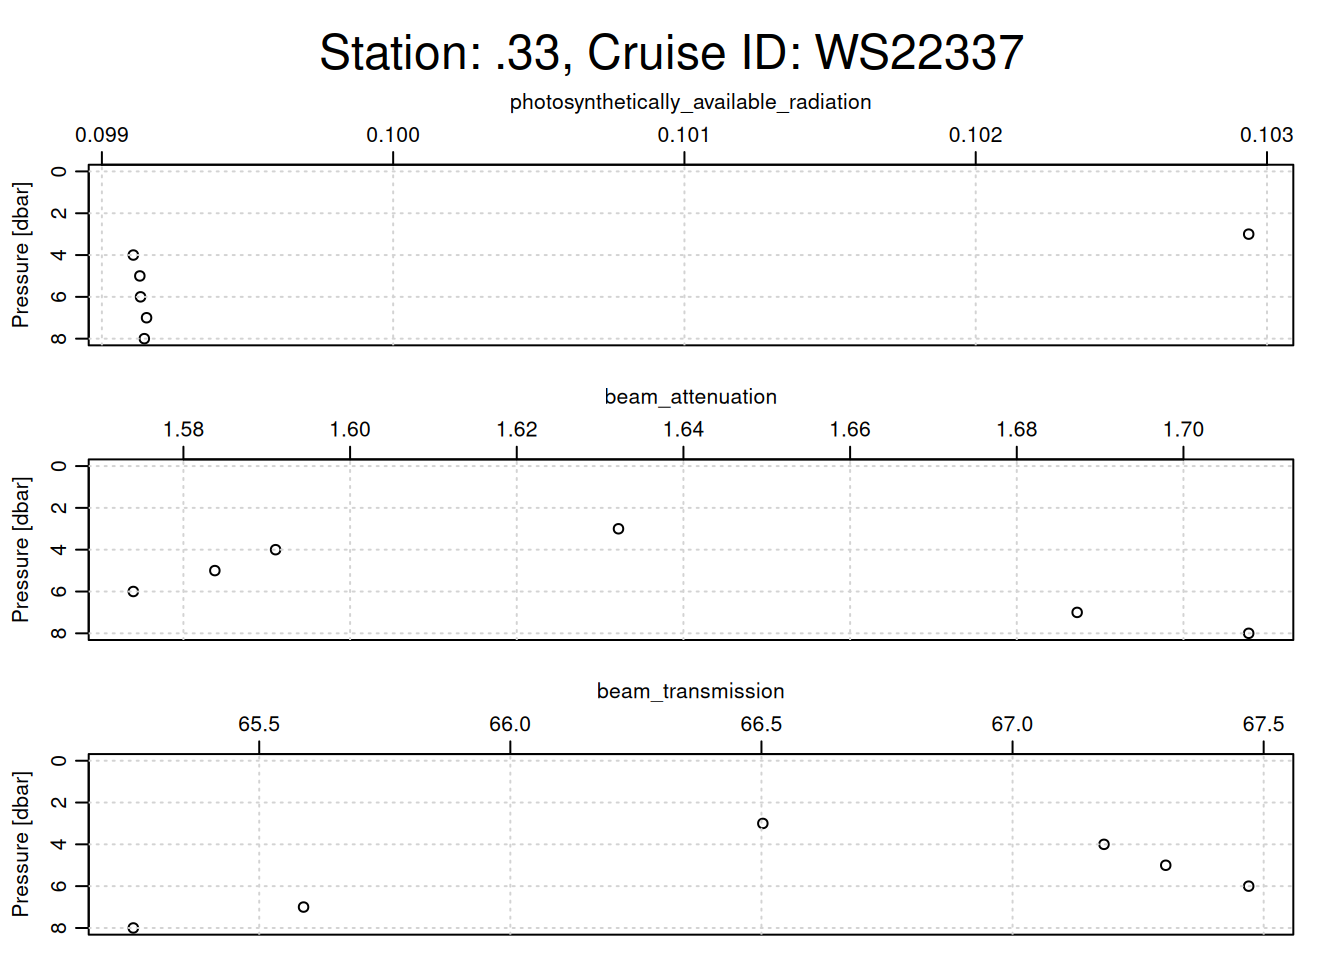 Station: .33, Cruise ID: WS22337
photosynthetically_available_radiation
0.099 0.100 0.101 0.102 0.103
Pressure [dbar]
0
2
4
6
8
beam_attenuation
1.58 1.60 1.62 1.64 1.66 1.68 1.70
Pressure [dbar]
0
2
4
6
8
beam_transmission
65.5 66.0 66.5 67.0 67.5
Pressure [dbar]
0
2
4
6
8